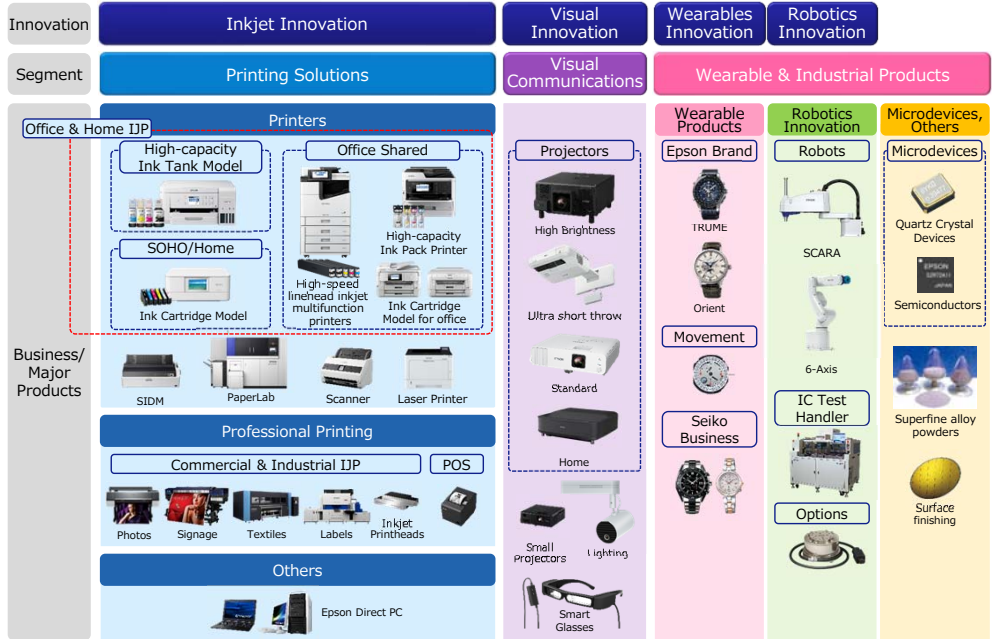 Innovation
Inkjet Innovation
Visual
Innovation
Wearables
Innovation
Robotics
Innovation
Segment
Printing Solutions
Visual
Communications
Wearable & Industrial Products
Business/
Major
Products
Printers
Office & Home IJP
High-capacity
Ink Tank Model
Office Shared
High-capacity
Ink Pack Printer
SOHO/Home
Ink Cartridge Model
High-speed
linehead inkjet
multifunction
printers
Ink Cartridge
Model for office
SIDM
PaperLab
Scanner
Laser Printer
Professional Printing
Commercial & Industrial IJP
POS
Photos
Signage
Textiles
Labels
Inkjet
Printheads
Others
Epson Direct PC
Projectors
High Brightness
Ultra short throw
Standard
Home
Small
Projectors
Lighting
Smart
Glasses
Wearable
Products
Epson Brand
TRUME
Orient
Movement
Seiko
Business
Robotics
Innovation
Robots
SCARA
6-Axis
IC Test
Handler
Options
Microdevices,
Others
Microdevices
Quartz Crystal
Devices
EPSON
JAPAN
Semiconductors
Superfine alloy
powders
Surface
finishing